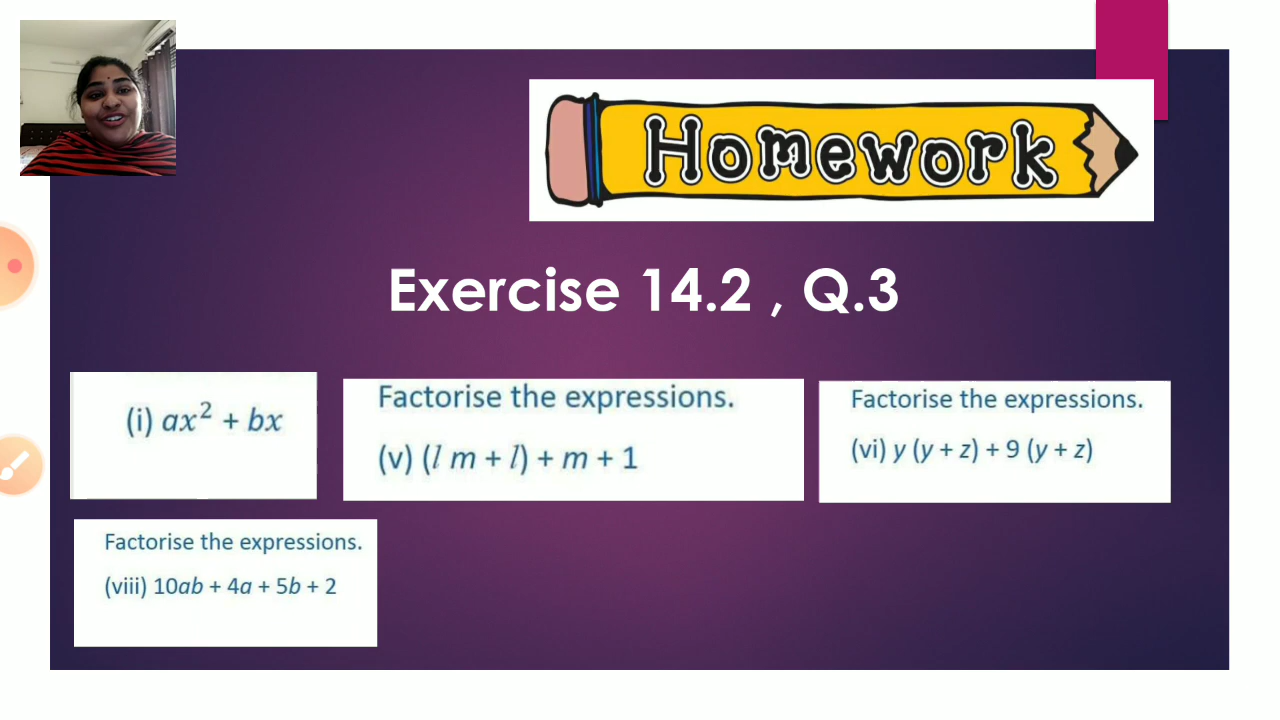 Homework
Exercise 14.2 , Q.3
(i) ax² + bx
Factorise the expressions.
(v) (l m + l) + m + 1
Factorise the expressions.
(vi) y (y + z) + 9 (y + z)
Factorise the expressions.
(viii) 10ab + 4a + 5b + 2